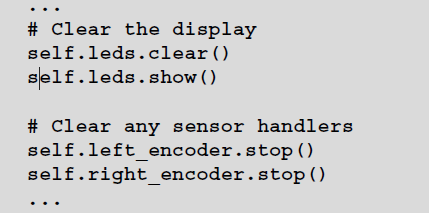 ...
# Clear the display
self.leds.clear()
self.leds.show()
# Clear any sensor handlers
self.left_encoder.stop()
self.right_encoder.stop()
...